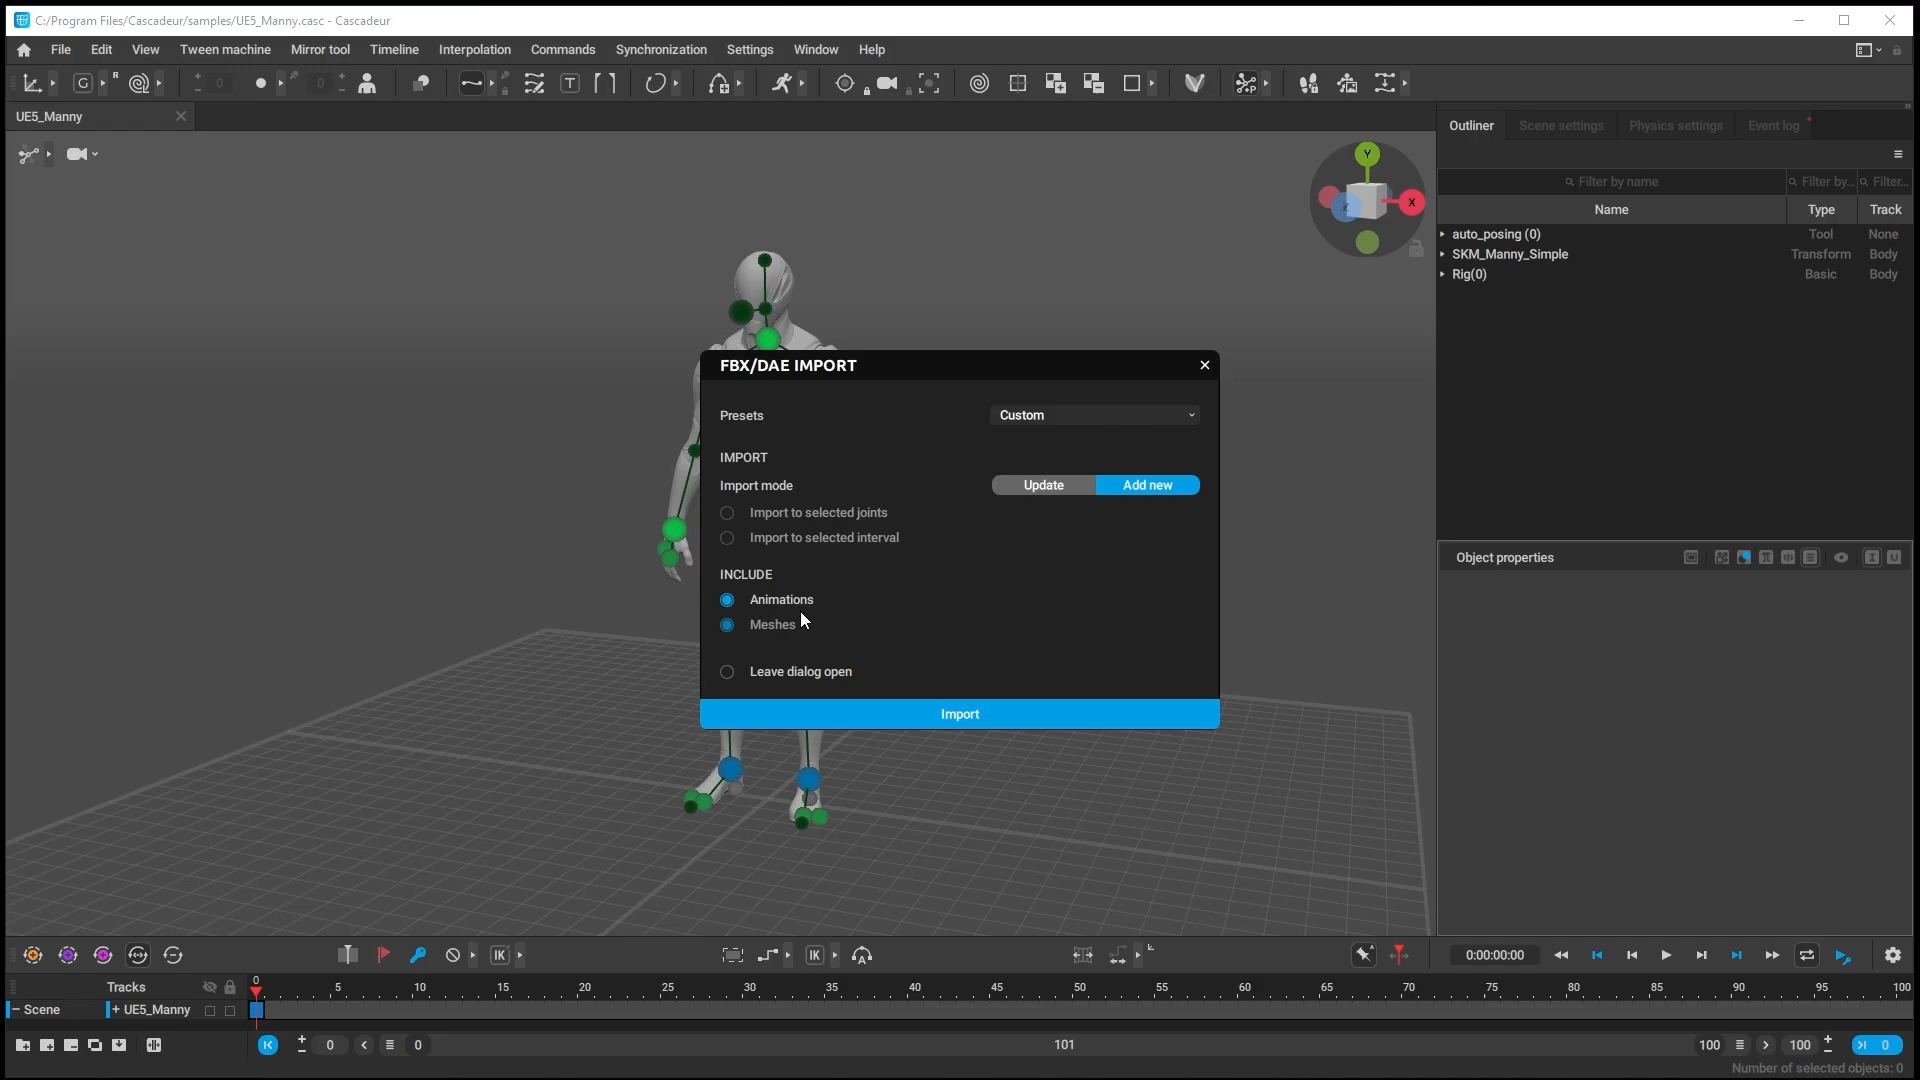 C:/Program Files/Cascadeur/samples/UE5_Manny.casc - Cascadeur
File Edit View Tween machine Mirror tool Timeline Interpolation Commands Synchronization Settings Window Help
G R 0 0 T P
UE5_Manny
Outliner Scene settings Physics settings Event log
Y
X
Z
Filter by name Filter by... Filter...
Name Type Track
auto_posing (0) Tool None
SKM_Manny_Simple Transform Body
Rig(0) Basic Body
FBX/DAE IMPORT
Presets Custom
IMPORT
Import mode Update Add new
Import to selected joints
Import to selected interval
INCLUDE
Animations
Meshes
Leave dialog open
Import
Object properties
IK IK A 0:00:00:00
Tracks 0 5 10 15 20 25 30 35 40 45 50 55 60 65 70 75 80 85 90 95 100
Scene + UE5_Manny
0 0 101 100 100 0
Number of selected objects: 0